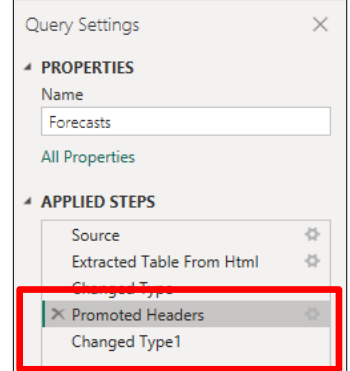 Query Settings
PROPERTIES
Name
Forecasts
All Properties
APPLIED STEPS
Source
Extracted Table From Html
Changed Type
Promoted Headers
Changed Type1